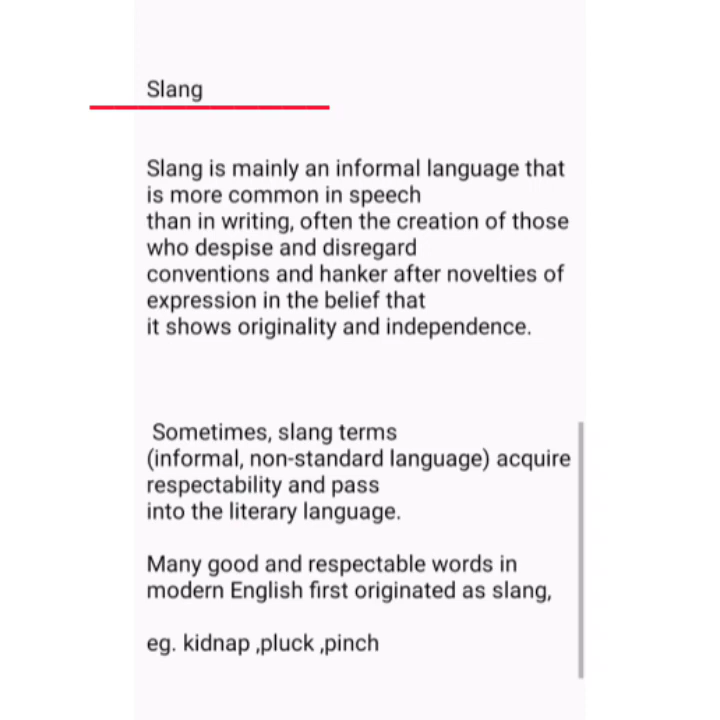 Slang
Slang is mainly an informal language that
is more common in speech
than in writing, often the creation of those
who despise and disregard
conventions and hanker after novelties of
expression in the belief that
it shows originality and independence.
Sometimes, slang terms
(informal, non-standard language) acquire
respectability and pass
into the literary language.
Many good and respectable words in
modern English first originated as slang,
eg. kidnap ,pluck ,pinch